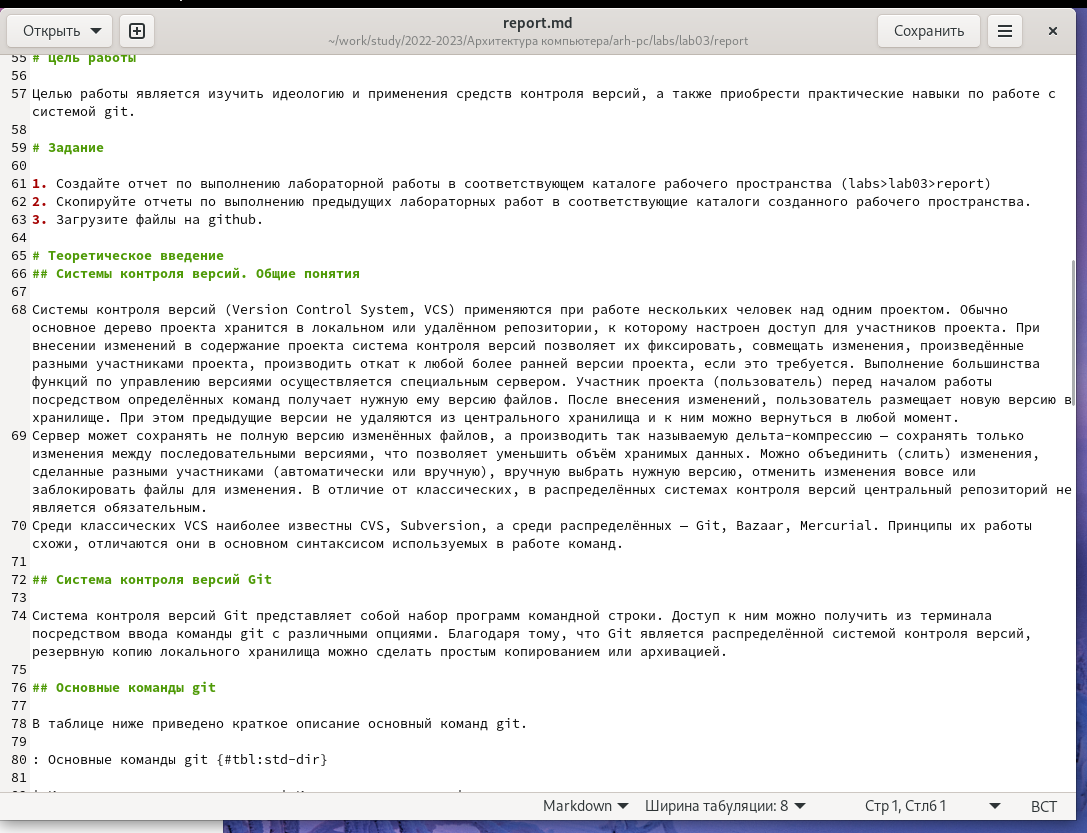 Открыть
report.md
~/work/study/2022-2023/Архитектура компьютера/arh-pc/labs/lab03/report
Сохранить
55 # Цель работы
56
57 Целью работы является изучить идеологию и применения средств контроля версий, а также приобрести практические навыки по работе с
системой git.
58
59 # Задание
60
61 1. Создайте отчет по выполнению лабораторной работы в соответствующем каталоге рабочего пространства (labs>lab03>report)
62 2. Скопируйте отчеты по выполнению предыдущих лабораторных работ в соответствующие каталоги созданного рабочего пространства.
63 3. Загрузите файлы на github.
64
65 # Теоретическое введение
66 ## Системы контроля версий. Общие понятия
67
68 Системы контроля версий (Version Control System, VCS) применяются при работе нескольких человек над одним проектом. Обычно
основное дерево проекта хранится в локальном или удалённом репозитории, к которому настроен доступ для участников проекта. При
внесении изменений в содержание проекта система контроля версий позволяет их фиксировать, совмещать изменения, произведённые
разными участниками проекта, производить откат к любой более ранней версии проекта, если это требуется. Выполнение большинства
функций по управлению версиями осуществляется специальным сервером. Участник проекта (пользователь) перед началом работы
посредством определённых команд получает нужную ему версию файлов. После внесения изменений, пользователь размещает новую версию в
хранилище. При этом предыдущие версии не удаляются из центрального хранилища и к ним можно вернуться в любой момент.
69 Сервер может сохранять не полную версию изменённых файлов, а производить так называемую дельта-компрессию — сохранять только
изменения между последовательными версиями, что позволяет уменьшить объём хранимых данных. Можно объединить (слить) изменения,
сделанные разными участниками (автоматически или вручную), вручную выбрать нужную версию, отменить изменения вовсе или
заблокировать файлы для изменения. В отличие от классических, в распределённых системах контроля версий центральный репозиторий не
является обязательным.
70 Среди классических VCS наиболее известны CVS, Subversion, а среди распределённых — Git, Bazaar, Mercurial. Принципы их работы
схожи, отличаются они в основном синтаксисом используемых в работе команд.
71
72 ## Система контроля версий Git
73
74 Система контроля версий Git представляет собой набор программ командной строки. Доступ к ним можно получить из терминала
посредством ввода команды git с различными опциями. Благодаря тому, что Git является распределённой системой контроля версий,
резервную копию локального хранилища можно сделать простым копированием или архивацией.
75
76 ## Основные команды git
77
78 В таблице ниже приведено краткое описание основный команд git.
79
80 : Основные команды git {#tbl:std-dir}
81
Markdown Ширина табуляции: 8 Стр 1, Стлб 1 ВСТ